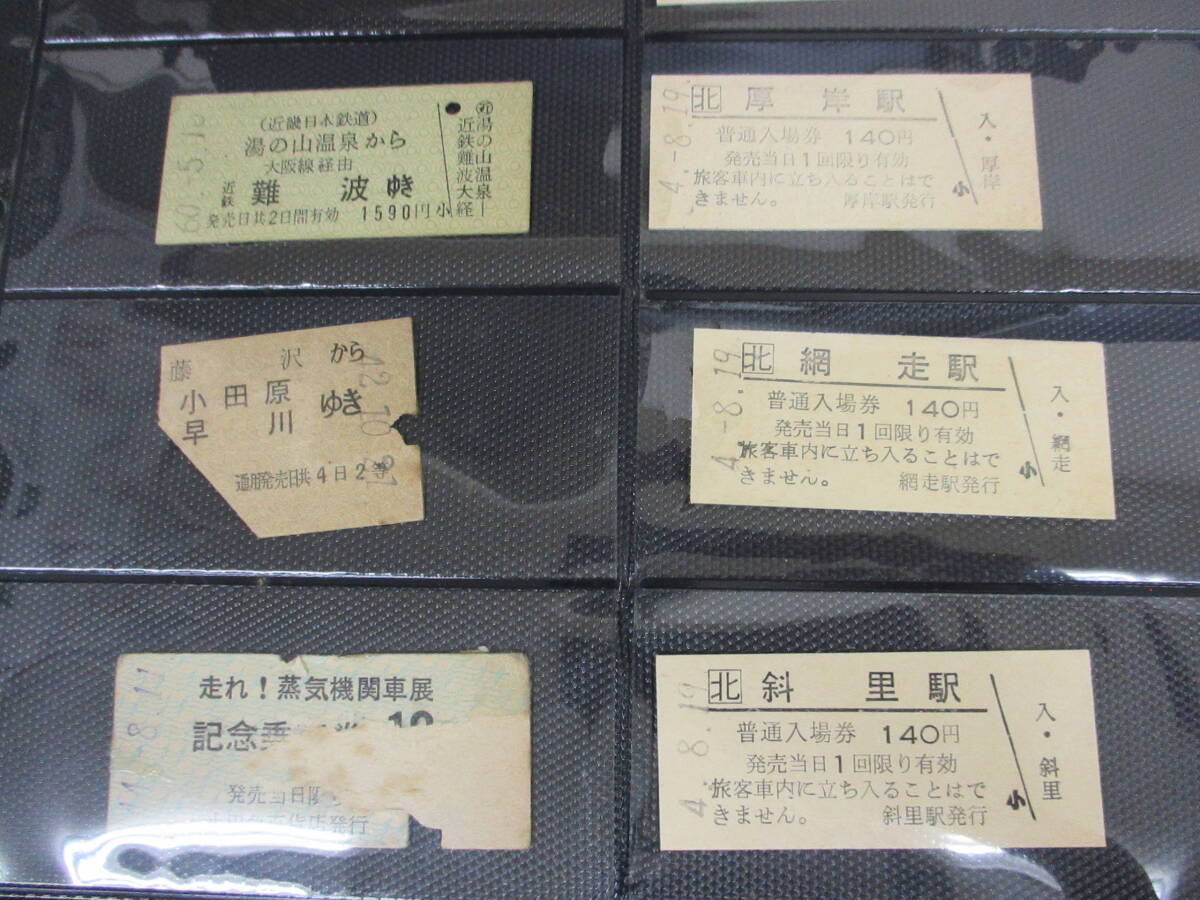 60.-5.1
(近畿日本鉄道)
湯の山温泉から
大阪線経由
近鉄 難波ゆき
発売日共2日間有効 1590円 小
㊄湯の山温泉―
近鉄難波大経
4.-8.19
北 厚岸駅
普通入場券 140円
発売当日1回限り有効
旅客車内に立ち入ることはで
きません。 厚岸駅発行
小
入・厚岸
藤沢から
小田原
早川 ゆき
通用発売日共4日2等
42.10
4.-8.19
北 網走駅
普通入場券 140円
発売当日1回限り有効
旅客車内に立ち入ることはで
きません。 網走駅発行
小
入・網走
-8.
走れ！蒸気機関車展
記念乗 10
発売当日限
百貨店発行
4.-8.19
北 斜里駅
普通入場券 140円
発売当日1回限り有効
旅客車内に立ち入ることはで
きません。 斜里駅発行
小
入・斜里